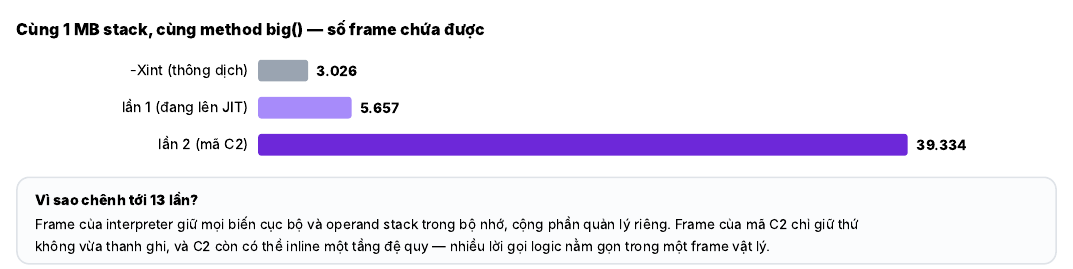 Cùng 1 MB stack, cùng method big() — số frame chứa được
-Xint (thông dịch) 3.026
lần 1 (đang lên JIT) 5.657
lần 2 (mã C2) 39.334
Vì sao chênh tới 13 lần?
Frame của interpreter giữ mọi biến cục bộ và operand stack trong bộ nhớ, cộng phần quản lý riêng. Frame của mã C2 chỉ giữ thứ
không vừa thanh ghi, và C2 còn có thể inline một tầng đệ quy — nhiều lời gọi logic nằm gọn trong một frame vật lý.